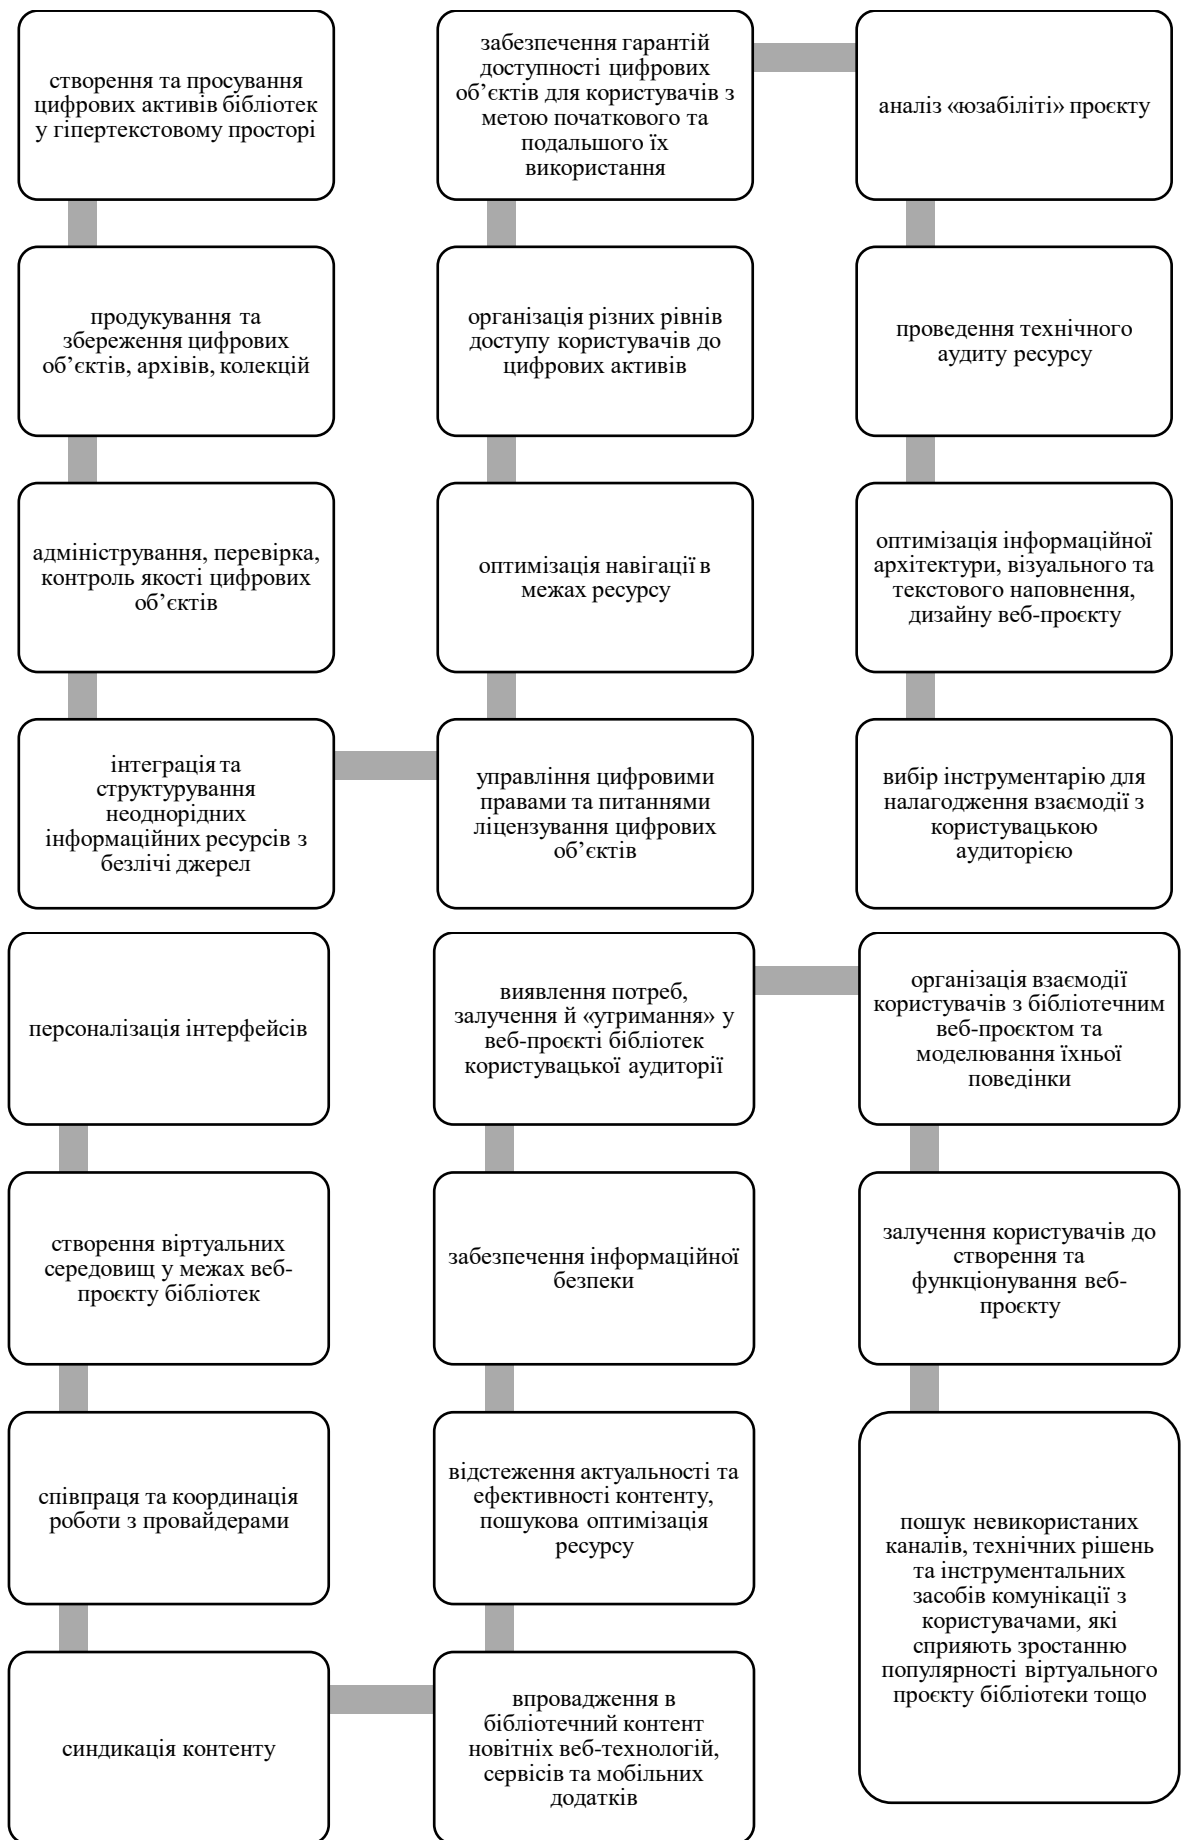 створення та просування
цифрових активів бібліотек
у гіпертекстовому просторі
продукування та
збереження цифрових
об’єктів, архівів, колекцій
адміністрування, перевірка,
контроль якості цифрових
об’єктів
інтеграція та
структурування
неоднорідних
інформаційних ресурсів з
безлічі джерел
управління цифровими
правами та питаннями
ліцензування цифрових
об’єктів
оптимізація навігації в
межах ресурсу
організація різних рівнів
доступу користувачів до
цифрових активів
забезпечення гарантій
доступності цифрових
об’єктів для користувачів з
метою початкового та
подальшого їх
використання
аналіз «юзабіліті» проєкту
проведення технічного
аудиту ресурсу
оптимізація інформаційної
архітектури, візуального та
текстового наповнення,
дизайну веб-проєкту
вибір інструментарію для
налагодження взаємодії з
користувацькою
аудиторією
персоналізація інтерфейсів
створення віртуальних
середовищ у межах веб-
проєкту бібліотек
співпраця та координація
роботи з провайдерами
синдикація контенту
впровадження в
бібліотечний контент
новітніх веб-технологій,
сервісів та мобільних
додатків
відстеження актуальності та
ефективності контенту,
пошукова оптимізація
ресурсу
забезпечення інформаційної
безпеки
виявлення потреб,
залучення й «утримання» у
веб-проєкті бібліотек
користувацької аудиторії
організація взаємодії
користувачів з бібліотечним
веб-проєктом та
моделювання їхньої
поведінки
залучення користувачів до
створення та
функціонування веб-
проєкту
пошук невикористаних
каналів, технічних рішень
та інструментальних
засобів комунікації з
користувачами, які
сприяють зростанню
популярності віртуального
проєкту бібліотеки тощо